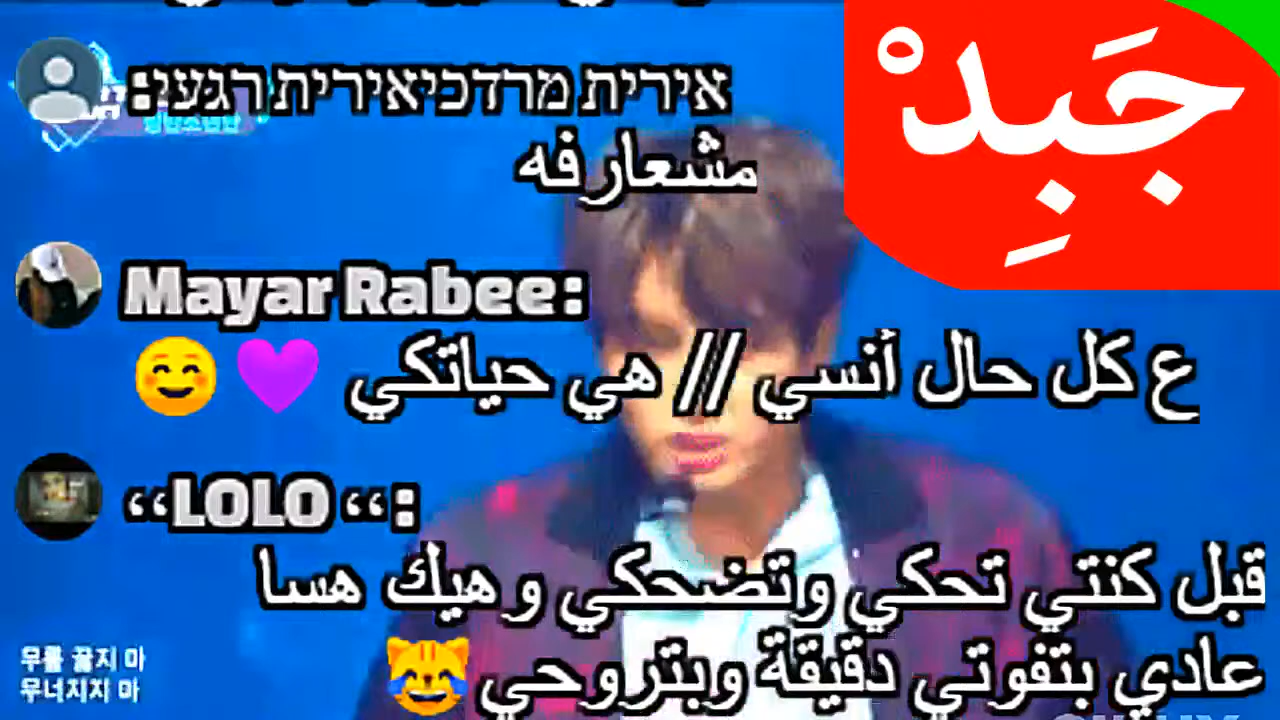 جَبِدْ
אירית מרדכיאירית רגעי:
مشعارفه
Mayar Rabee:
ع كل حال أنسي // هي حياتكي 💜 ☺️
،،LOLO ،،:
قبل كنتي تحكي وتضحكي وهيك هسا
عادي بتفوتي دقيقة وبتروحي 😹
무릎 꿇지 마
무너지지 마